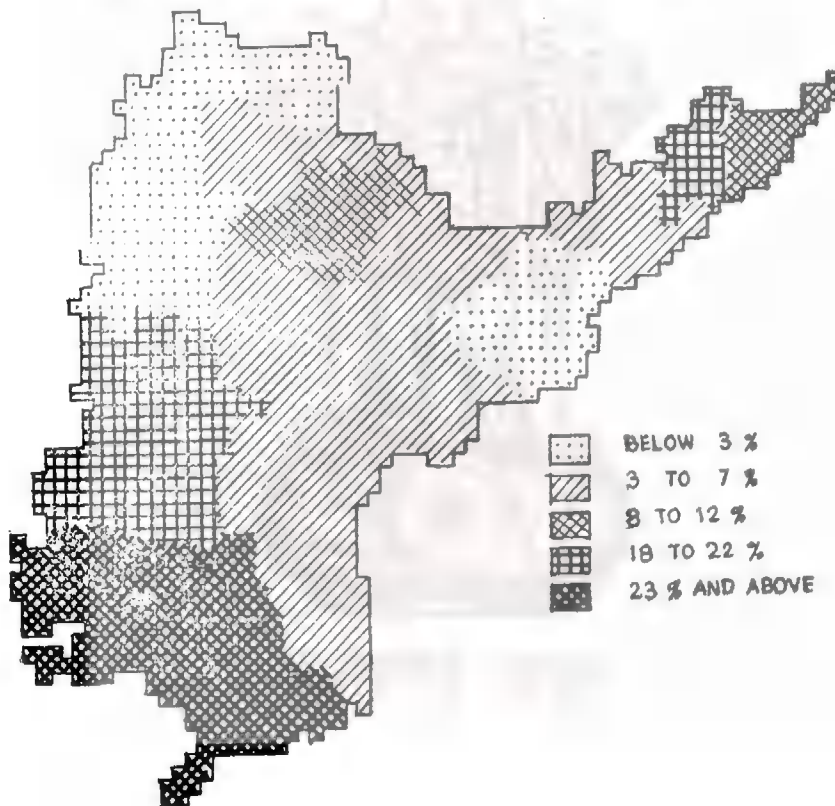 BELOW 3 %
3 TO 7 %
8 TO 12 %
18 TO 22 %
23 % AND ABOVE